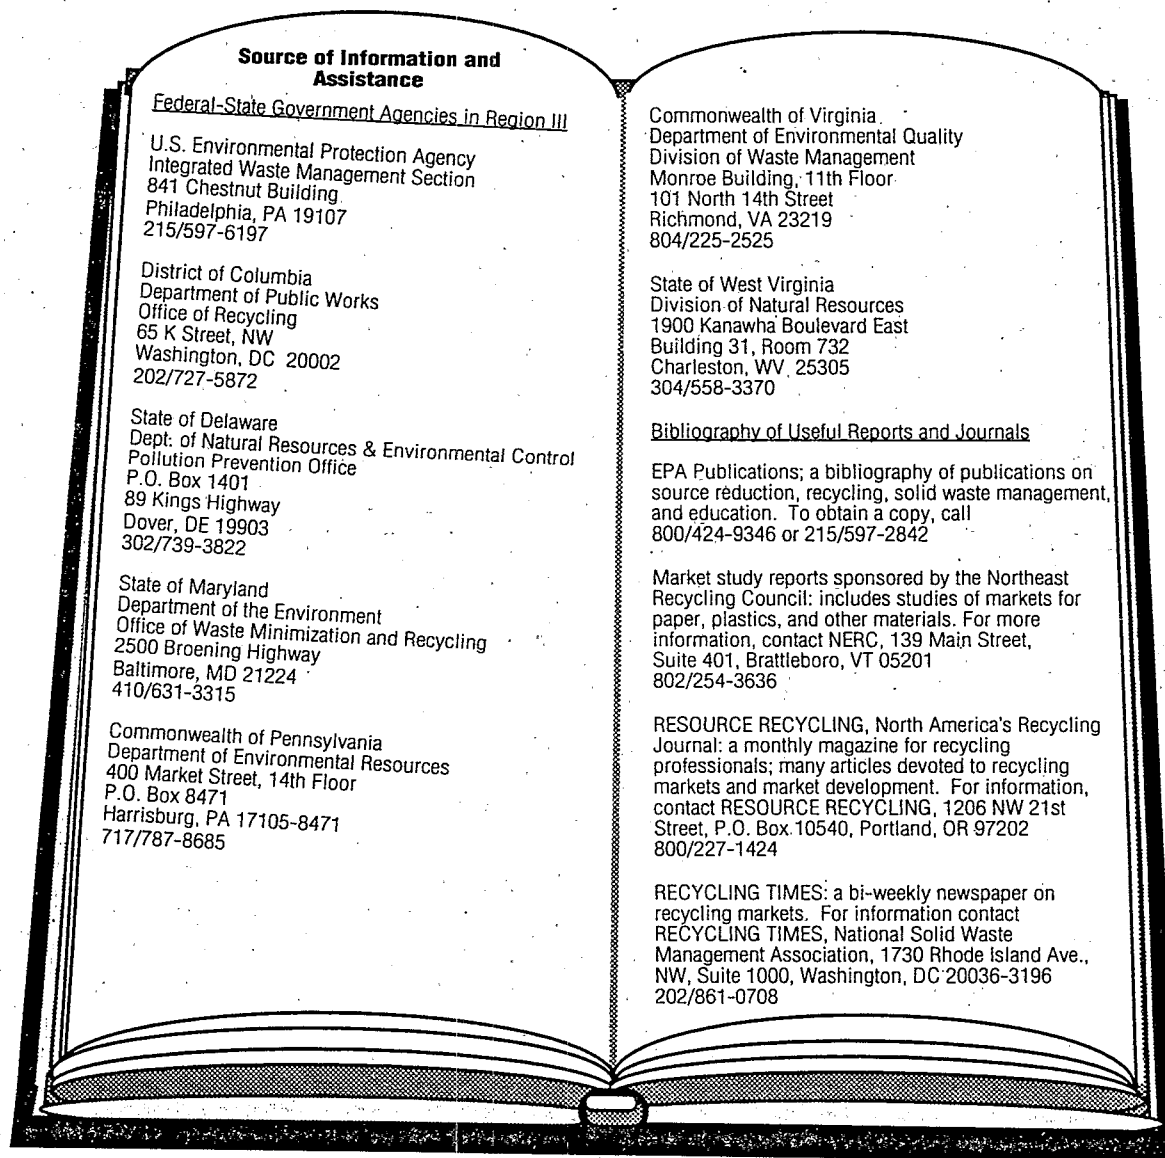 Source of Information and
Assistance
Federal-State Government Agencies in Region III
U.S. Environmental Protection Agency
Integrated Waste Management Section
841 Chestnut Building
Philadelphia, PA 19107
215/597-6197
District of Columbia
Department of Public Works
Office of Recycling
65 K Street, NW
Washington, DC 20002
202/727-5872
State of Delaware
Dept. of Natural Resources & Environmental Control
Pollution Prevention Office
P.O. Box 1401
89 Kings Highway
Dover, DE 19903
302/739-3822
State of Maryland
Department of the Environment
Office of Waste Minimization and Recycling
2500 Broening Highway
Baltimore, MD 21224
410/631-3315
Commonwealth of Pennsylvania
Department of Environmental Resources
400 Market Street, 14th Floor
P.O. Box 8471
Harrisburg, PA 17105-8471
717/787-8685
Commonwealth of Virginia
Department of Environmental Quality
Division of Waste Management
Monroe Building, 11th Floor
101 North 14th Street
Richmond, VA 23219
804/225-2525
State of West Virginia
Division of Natural Resources
1900 Kanawha Boulevard East
Building 31, Room 732
Charleston, WV 25305
304/558-3370
Bibliography of Useful Reports and Journals
EPA Publications; a bibliography of publications on
source reduction, recycling, solid waste management,
and education. To obtain a copy, call
800/424-9346 or 215/597-2842
Market study reports sponsored by the Northeast
Recycling Council: includes studies of markets for
paper, plastics, and other materials. For more
information, contact NERC, 139 Main Street,
Suite 401, Brattleboro, VT 05201
802/254-3636
RESOURCE RECYCLING, North America's Recycling
Journal: a monthly magazine for recycling
professionals; many articles devoted to recycling
markets and market development. For information,
contact RESOURCE RECYCLING, 1206 NW 21st
Street, P.O. Box 10540, Portland, OR 97202
800/227-1424
RECYCLING TIMES: a bi-weekly newspaper on
recycling markets. For information contact
RECYCLING TIMES, National Solid Waste
Management Association, 1730 Rhode Island Ave.,
NW, Suite 1000, Washington, DC 20036-3196
202/861-0708